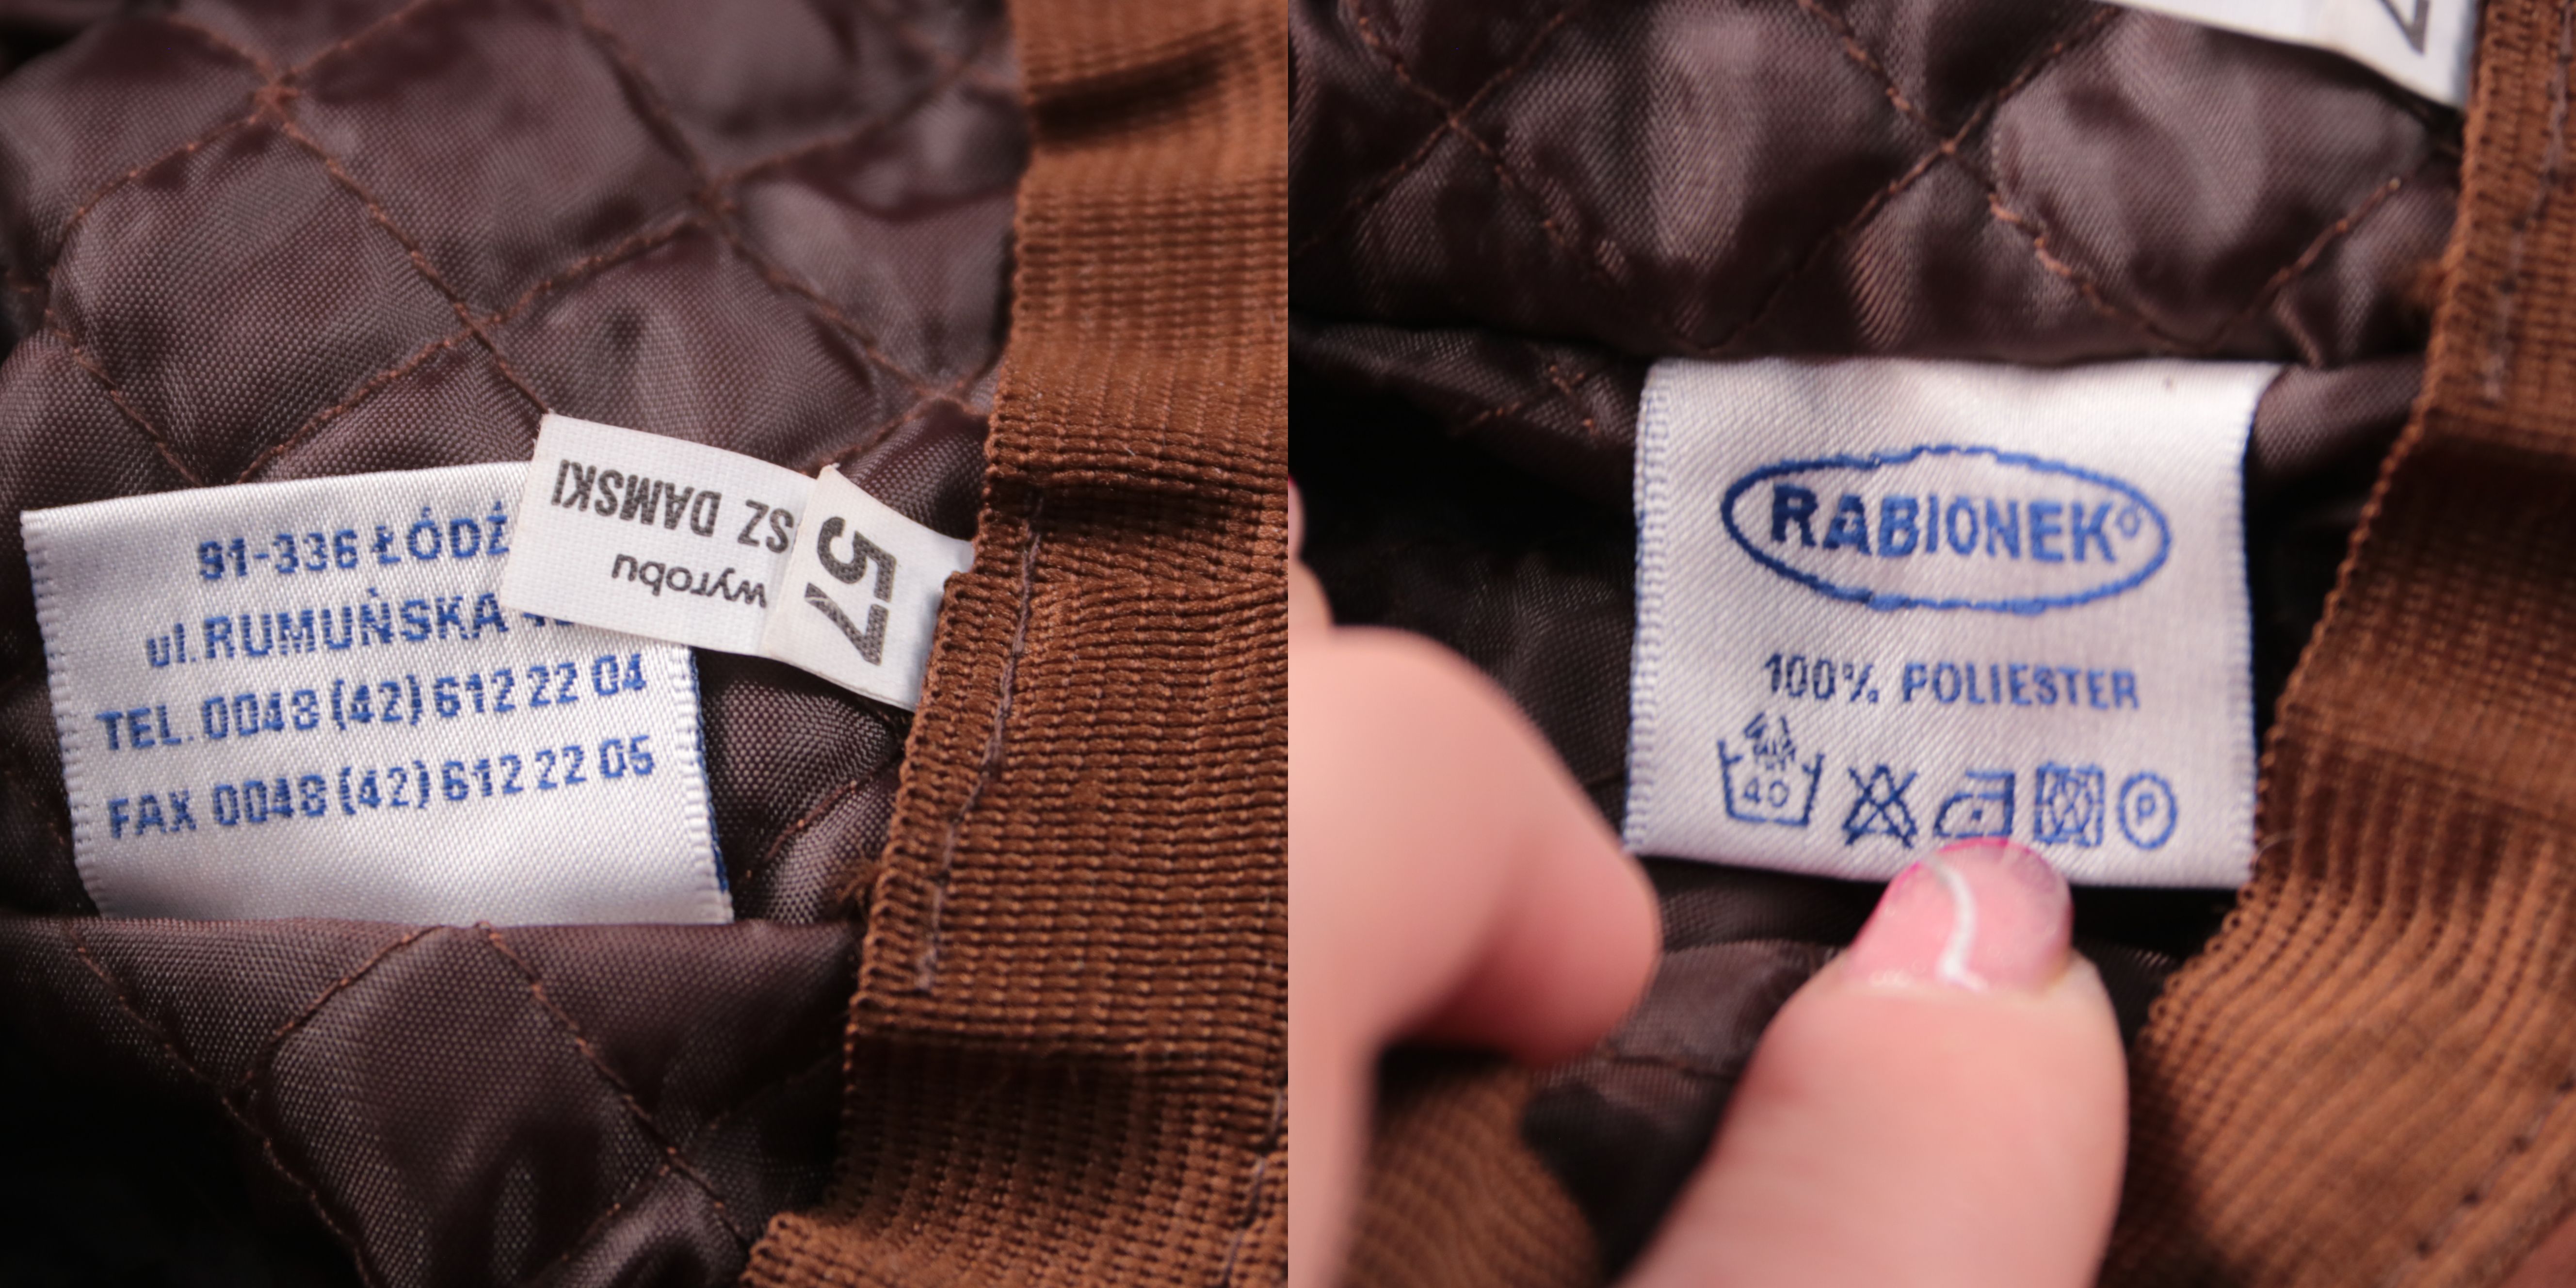 91-336 ŁÓDŹ
ul. RUMUŃSKA
TEL. 0048 (42) 612 22 04
FAX 0048 (42) 612 22 05
wyrobu
SZ DAMSKI
57
RABIONEK
100% POLIESTER
40
P